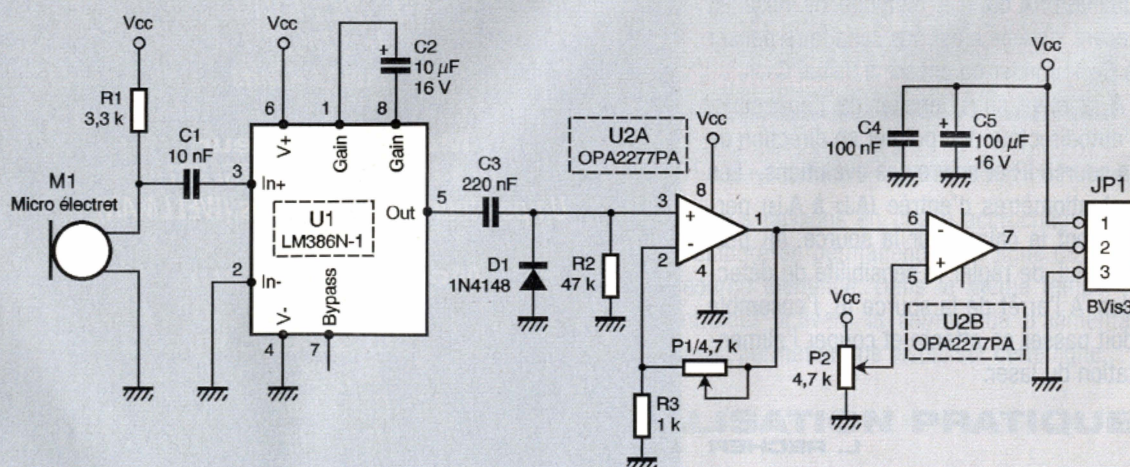 Vcc
R1
3,3 k
C1
10 nF
M1
Micro électret
Vcc
6
1
8
V+
Gain
Gain
C2
+
10 µF
16 V
3
In+
U1
LM386N-1
Out
5
2
In-
V-
Bypass
4
7
C3
220 nF
D1
1N4148
R2
47 k
U2A
OPA2277PA
Vcc
8
3
+
2
-
1
4
P1/4,7 k
R3
1 k
Vcc
C4
100 nF
+
C5
100 µF
16 V
6
-
5
+
7
U2B
OPA2277PA
Vcc
P2
4,7 k
JP1
1
2
3
BVis3